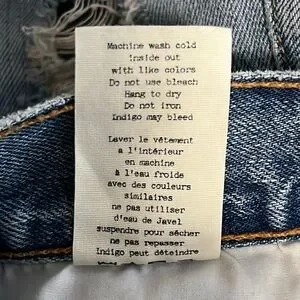 Machine wash cold
inside out
with like colors
Do not use bleach
Hang to dry
Do not iron
Indigo may bleed
Laver le vêtement
a l'intérieur
en machine
à l'eau froide
avec des couleurs
similaires
ne pas utiliser
d'eau de Javel
suspendre pour sécher
ne pas repasser
Indigo peut déteindre